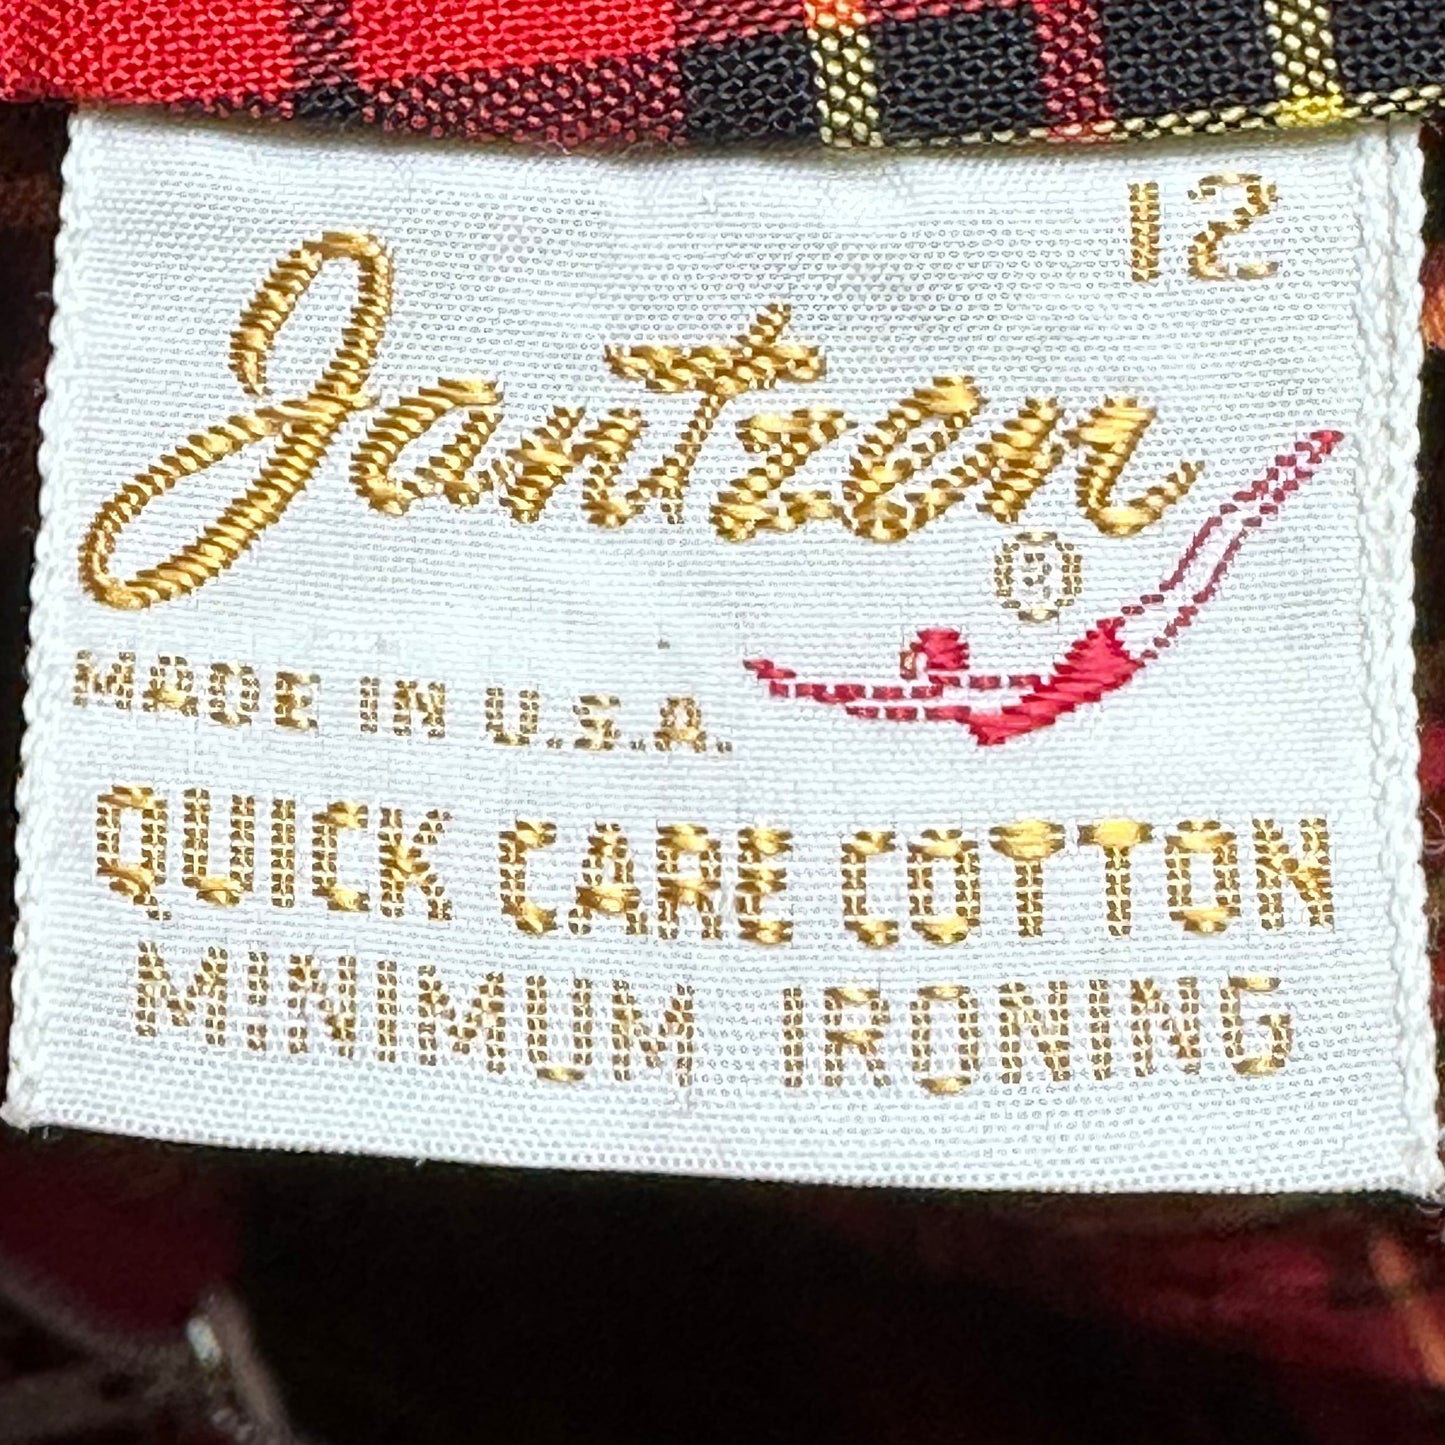 12
Jantzen
®
MADE IN U.S.A.
QUICK CARE COTTON
MINIMUM IRONING